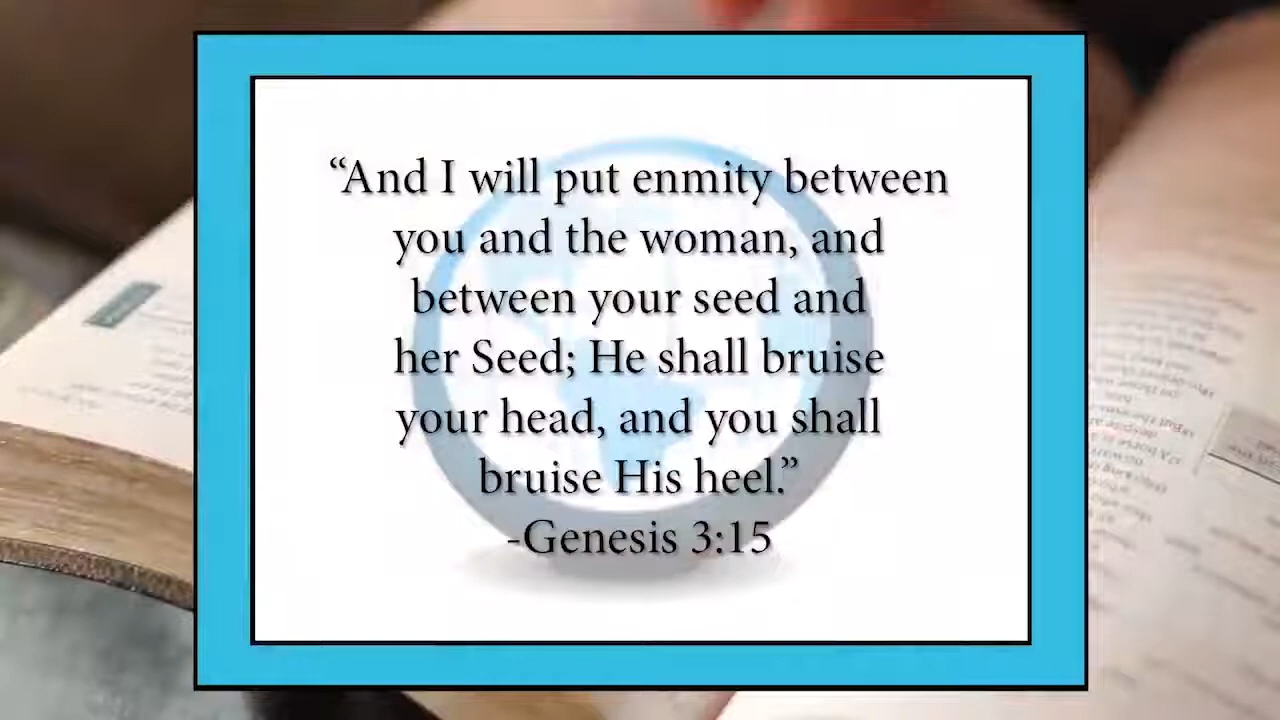 “And I will put enmity between
you and the woman, and
between your seed and
her Seed; He shall bruise
your head, and you shall
bruise His heel.”
-Genesis 3:15